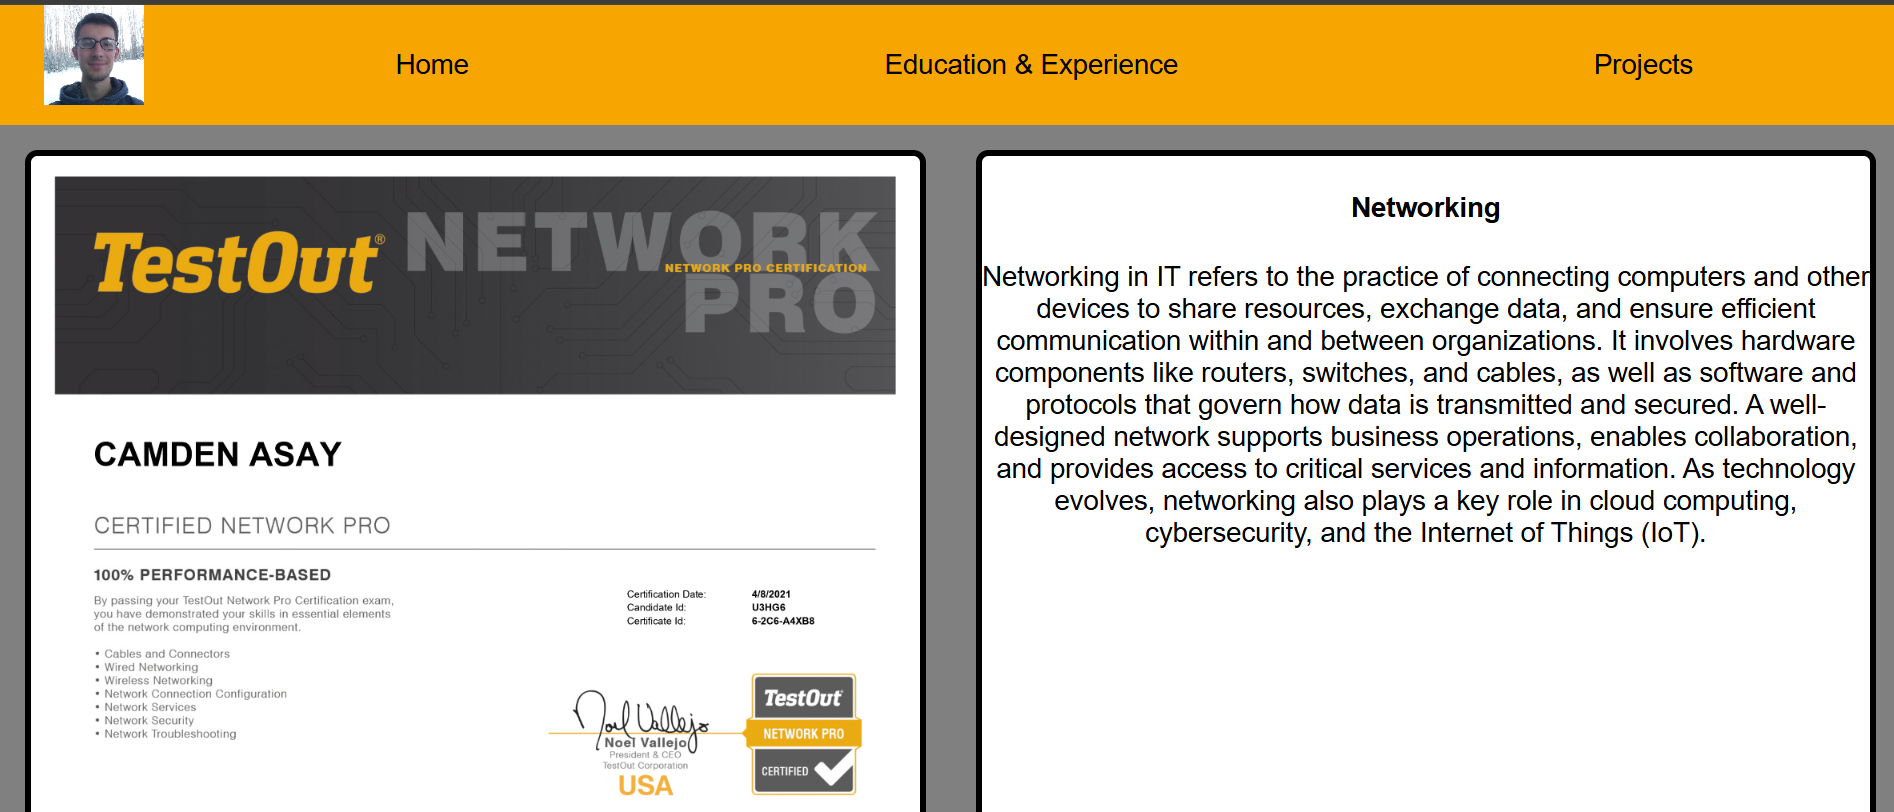 Home
Education & Experience
Projects
TestOut®
NETWORK
NETWORK PRO CERTIFICATION
PRO
CAMDEN ASAY
CERTIFIED NETWORK PRO
100% PERFORMANCE-BASED
By passing your TestOut Network Pro Certification exam,
you have demonstrated your skills in essential elements
of the network computing environment.
• Cables and Connectors
• Wired Networking
• Wireless Networking
• Network Connection Configuration
• Network Services
• Network Security
• Network Troubleshooting
Certification Date: 4/8/2021
Candidate Id: U3HG6
Certificate Id: 6-2C6-A4XB8
Noel Vallejo
Noel Vallejo
President & CEO
TestOut Corporation
USA
TestOut
NETWORK PRO
CERTIFIED
Networking
Networking in IT refers to the practice of connecting computers and other
devices to share resources, exchange data, and ensure efficient
communication within and between organizations. It involves hardware
components like routers, switches, and cables, as well as software and
protocols that govern how data is transmitted and secured. A well-
designed network supports business operations, enables collaboration,
and provides access to critical services and information. As technology
evolves, networking also plays a key role in cloud computing,
cybersecurity, and the Internet of Things (IoT).